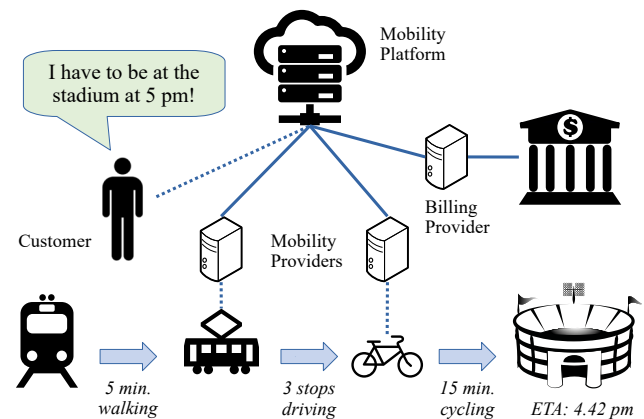 Mobility
Platform
I have to be at the
stadium at 5 pm!
$
Billing
Provider
Customer
Mobility
Providers
5 min.
walking
3 stops
driving
15 min.
cycling
ETA: 4.42 pm